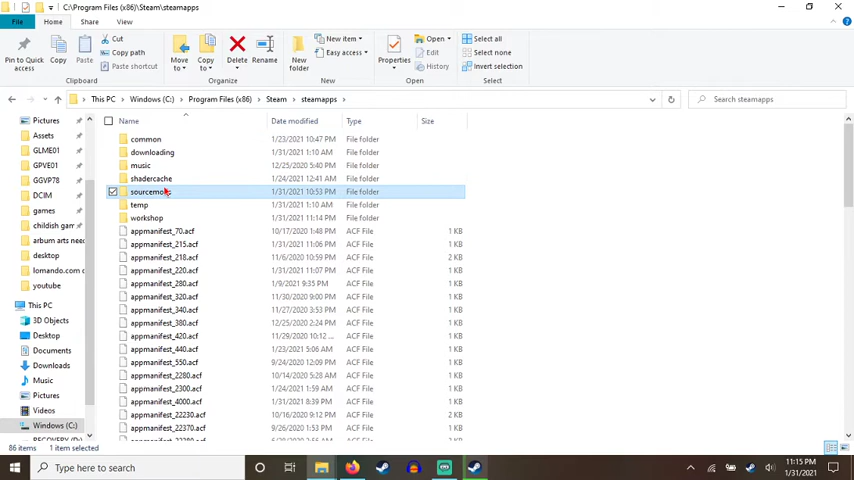 C:\Program Files (x86)\Steam\steamapps
File Home Share View
Pin to Quick access
Copy
Paste
Cut
Copy path
Paste shortcut
Move to
Copy to
Delete
Rename
New folder
New item
Easy access
Properties
Open
Edit
History
Select all
Select none
Invert selection
Clipboard Organize New Open Select
This PC Windows (C:) Program Files (x86) Steam steamapps
Search steamapps
Name Date modified Type Size
Pictures
Assets
GLME01
GPVE01
GGVP78
DCIM
games
childish gam
arbum arts need
desktop
lomando.com d
youtube
This PC
3D Objects
Desktop
Documents
Downloads
Music
Pictures
Videos
Windows (C:)
common 1/23/2021 10:47 PM File folder
downloading 1/31/2021 1:10 AM File folder
music 12/25/2020 5:40 PM File folder
shadercache 1/24/2021 12:41 AM File folder
sourcemods 1/31/2021 10:53 PM File folder
temp 1/31/2021 1:10 AM File folder
workshop 1/31/2021 11:14 PM File folder
appmanifest_70.acf 10/17/2020 1:48 PM ACF File 1 KB
appmanifest_215.acf 1/31/2021 11:06 PM ACF File 1 KB
appmanifest_218.acf 11/6/2020 10:59 PM ACF File 2 KB
appmanifest_220.acf 1/31/2021 11:07 PM ACF File 1 KB
appmanifest_280.acf 1/9/2021 9:35 PM ACF File 1 KB
appmanifest_320.acf 11/30/2020 9:00 PM ACF File 1 KB
appmanifest_340.acf 11/27/2020 3:53 PM ACF File 1 KB
appmanifest_380.acf 12/25/2020 2:24 PM ACF File 1 KB
appmanifest_420.acf 11/29/2020 10:12 ... ACF File 1 KB
appmanifest_440.acf 1/23/2021 5:06 AM ACF File 1 KB
appmanifest_550.acf 9/24/2020 12:09 PM ACF File 1 KB
appmanifest_2280.acf 10/14/2020 5:28 AM ACF File 1 KB
appmanifest_2300.acf 1/24/2021 1:59 AM ACF File 1 KB
appmanifest_4000.acf 1/31/2021 8:39 PM ACF File 1 KB
appmanifest_22230.acf 10/16/2020 9:12 PM ACF File 2 KB
appmanifest_22370.acf 9/26/2020 1:53 PM ACF File 1 KB
86 items 1 item selected
Type here to search
11:15 PM
1/31/2021